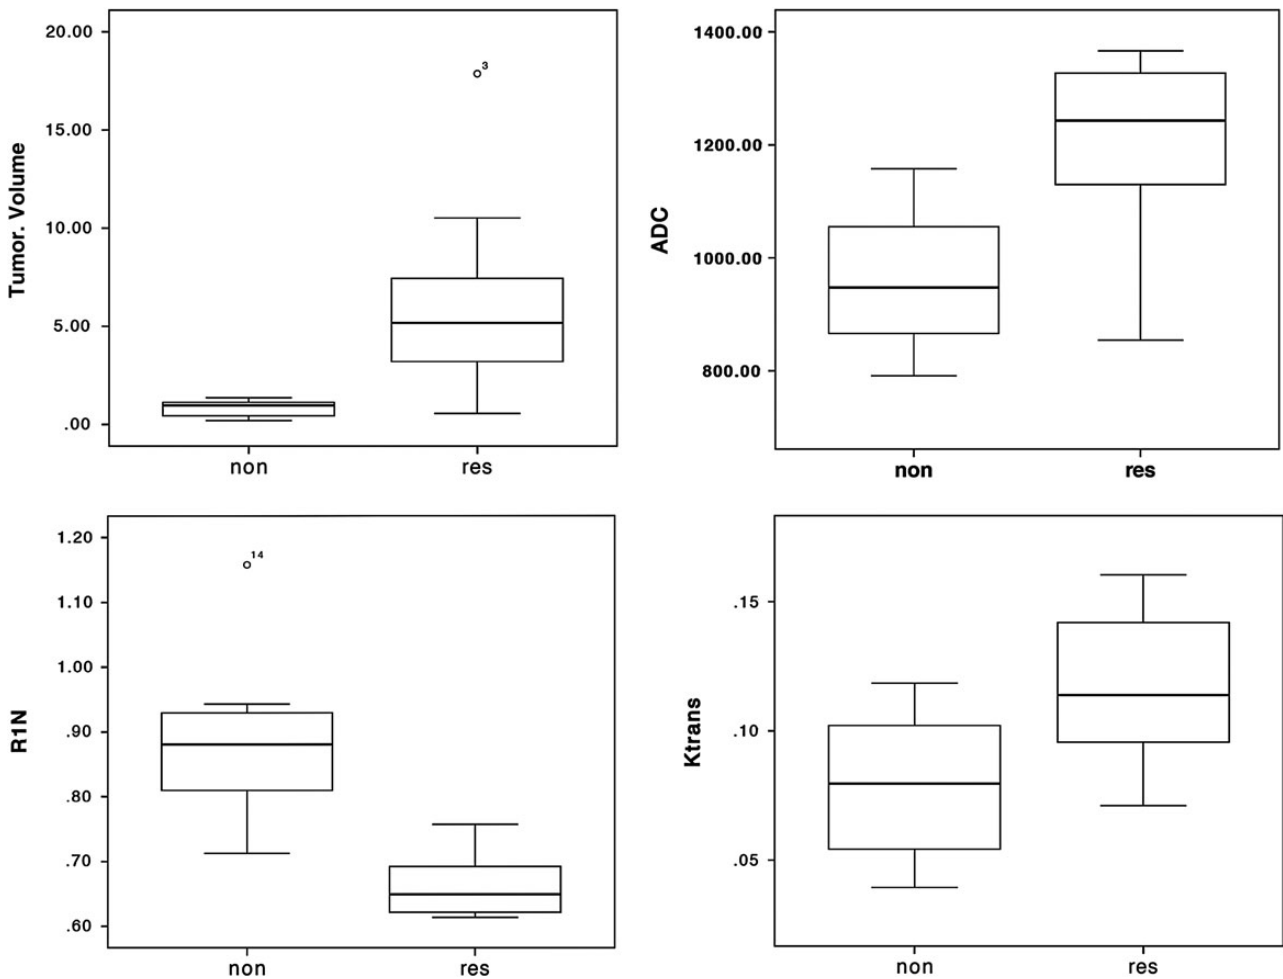 Tumor. Volume
20.00
15.00
10.00
5.00
.00
3
non
res
ADC
1400.00
1200.00
1000.00
800.00
non
res
R1N
1.20
1.10
1.00
.90
.80
.70
.60
14
non
res
Ktrans
.15
.10
.05
non
res